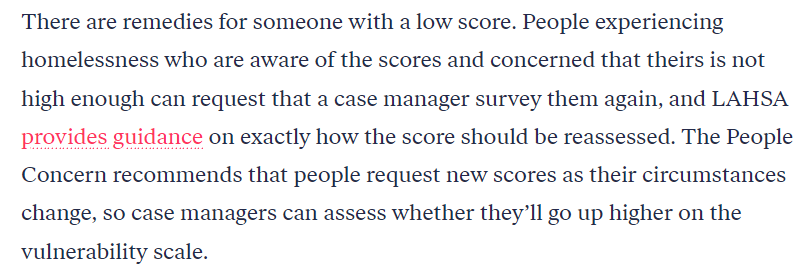 There are remedies for someone with a low score. People experiencing
homelessness who are aware of the scores and concerned that theirs is not
high enough can request that a case manager survey them again, and LAHSA
provides guidance on exactly how the score should be reassessed. The People
Concern recommends that people request new scores as their circumstances
change, so case managers can assess whether they’ll go up higher on the
vulnerability scale.